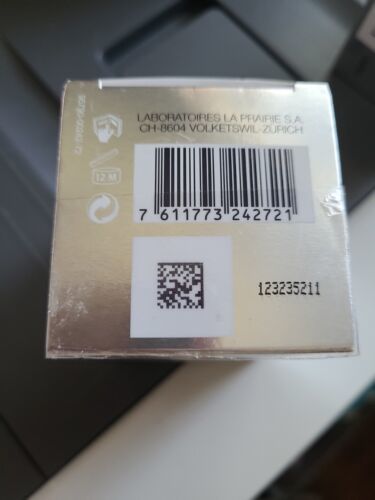 LABORATOIRES LA PRAIRIE S.A.
CH-8604 VOLKETSWIL-ZURICH
12 M
7 611773 242721
123235211